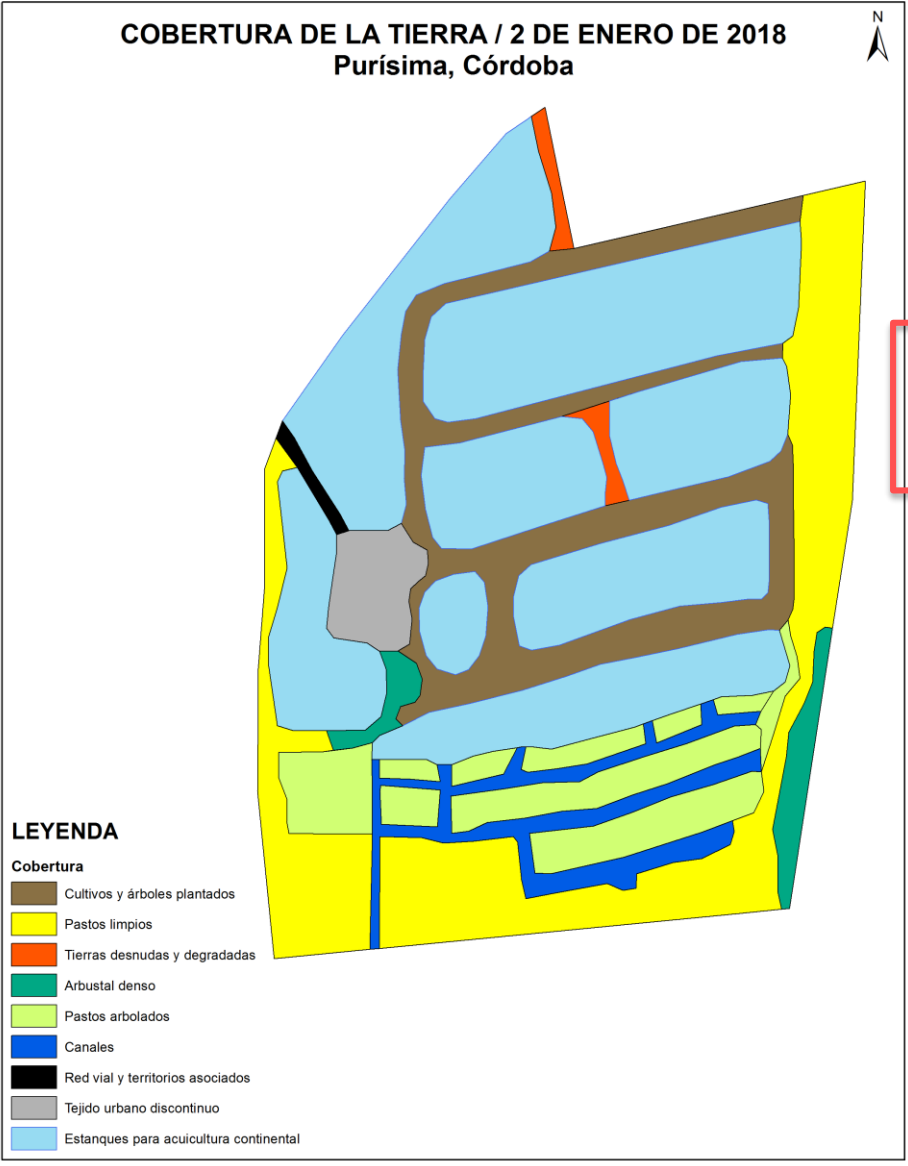 COBERTURA DE LA TIERRA / 2 DE ENERO DE 2018
Purísima, Córdoba
N
LEYENDA
Cobertura
Cultivos y árboles plantados
Pastos limpios
Tierras desnudas y degradadas
Arbustal denso
Pastos arbolados
Canales
Red vial y territorios asociados
Tejido urbano discontinuo
Estanques para acuicultura continental